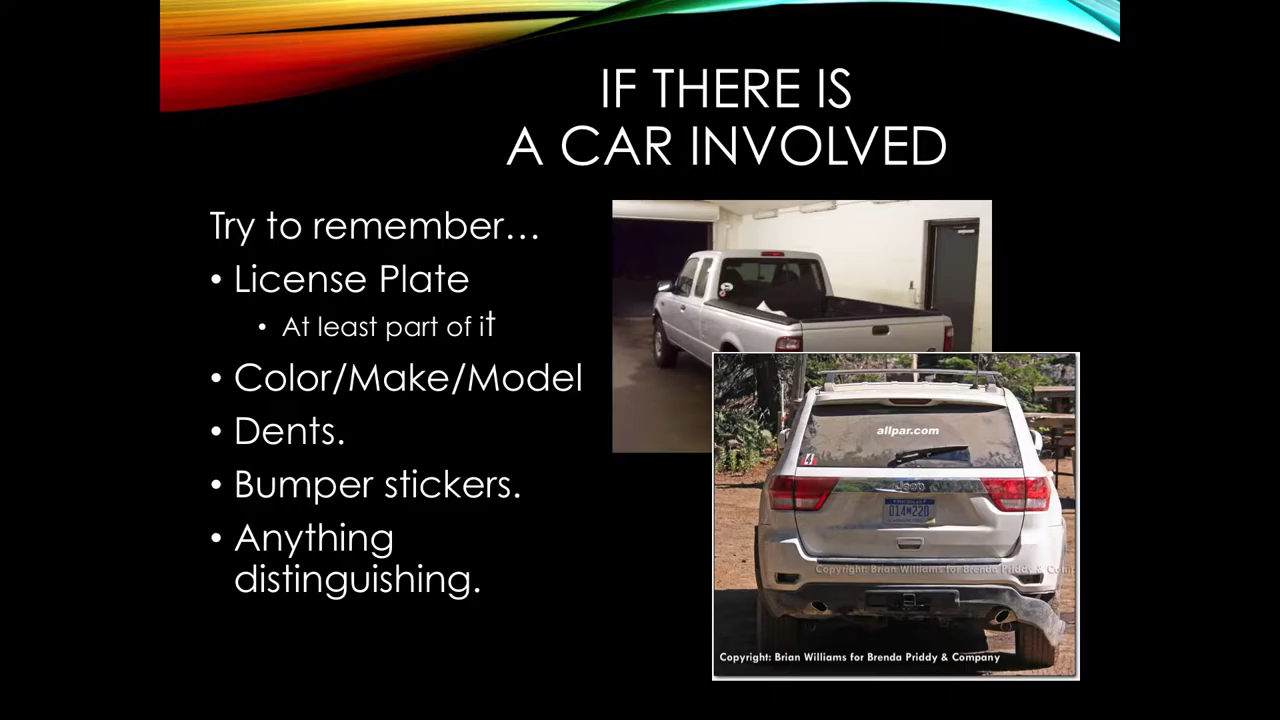 IF THERE IS
A CAR INVOLVED
Try to remember…
• License Plate
• At least part of it
• Color/Make/Model
• Dents.
• Bumper stickers.
• Anything
distinguishing.
allpar.com
4
Jeep
014M220
Copyright: Brian Williams for Brenda Priddy & Comp
Copyright: Brian Williams for Brenda Priddy & Company